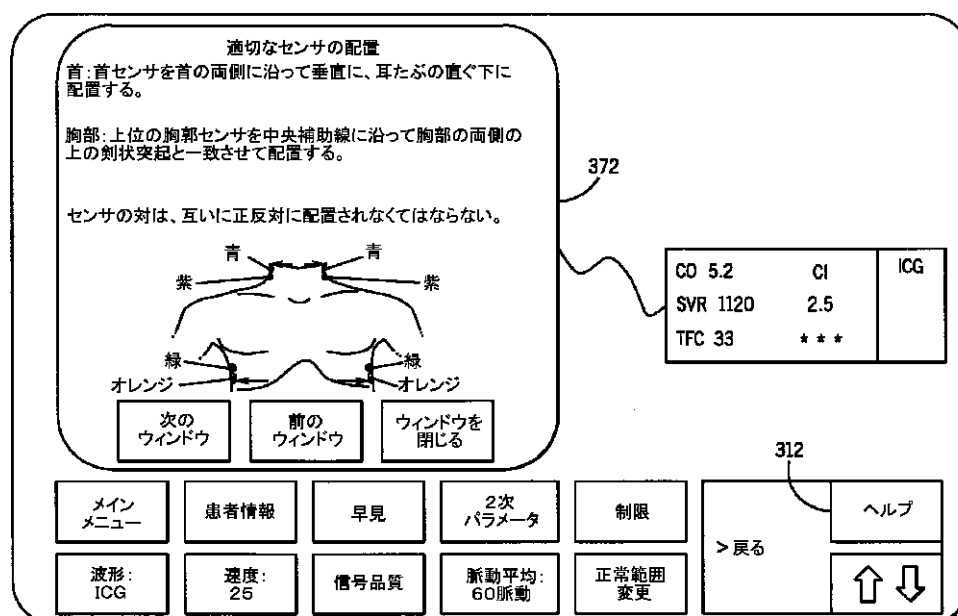 適切なセンサの配置
首:首センサを首の両側に沿って垂直に、耳たぶの直ぐ下に
配置する。
胸部:上位の胸郭センサを中央補助線に沿って胸部の両側の
上の剣状突起と一致させて配置する。
センサの対は、互いに正反対に配置されなくてはならない。
青 青
紫 紫
緑 緑
オレンジ オレンジ
次の
ウィンドウ
前の
ウィンドウ
ウィンドウを
閉じる
372
CO 5.2 CI ICG
SVR 1120 2.5
TFC 33 * * *
312
メイン
メニュー
患者情報
早見
2次
パラメータ
制限
>戻る
ヘルプ
波形:
ICG
速度:
25
信号品質
脈動平均:
60脈動
正常範囲
変更